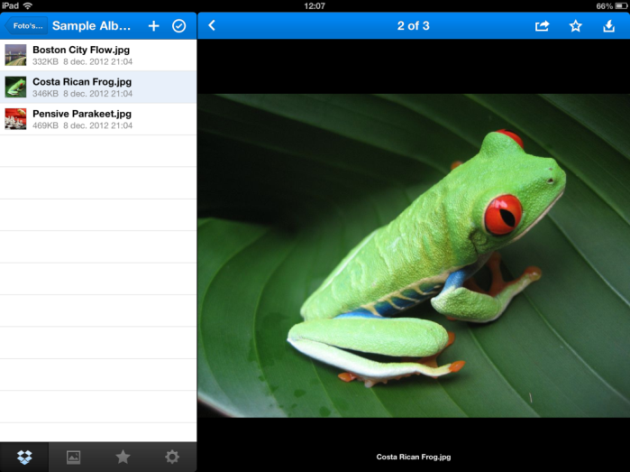 iPad 12:07 66%
Foto's... Sample Alb... 2 of 3
Boston City Flow.jpg
332KB 8 dec. 2012 21:04
Costa Rican Frog.jpg
346KB 8 dec. 2012 21:04
Pensive Parakeet.jpg
469KB 8 dec. 2012 21:04
Costa Rican Frog.jpg